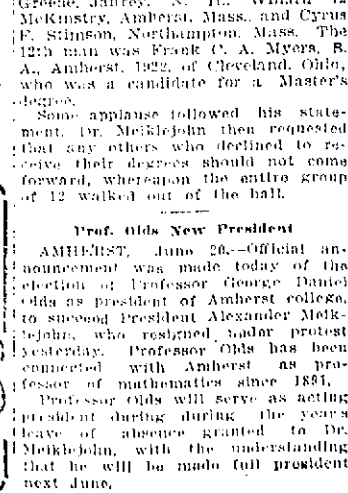 Greene, Jaffrey, N. H., William E.
McKinstry, Amherst, Mass., and Cyrus
F. Stimson, Northampton, Mass. The
12th man was Frank C. A. Myers, B.
A., Amherst, 1922, of Cleveland, Ohio,
who was a candidate for a Master's
degree.
Some applause followed his state-
ment. Dr. Meiklejohn then requested
that any others who declined to re-
ceive their degrees should not come
forward, whereupon the entire group
of 12 walked out of the hall.
Prof. Olds New President
AMHERST, June 20.--Official an-
nouncement was made today of the
election of Professor George Daniel
Olds as president of Amherst college,
to succeed President Alexander Meik-
lejohn, who resigned under protest
yesterday. Professor Olds has been
connected with Amherst as pro-
fessor of mathematics since 1891.
Professor Olds will serve as acting
president during during the year's
leave of absence granted to Dr.
Meiklejohn, with the understanding
that he will be made full president
next June.